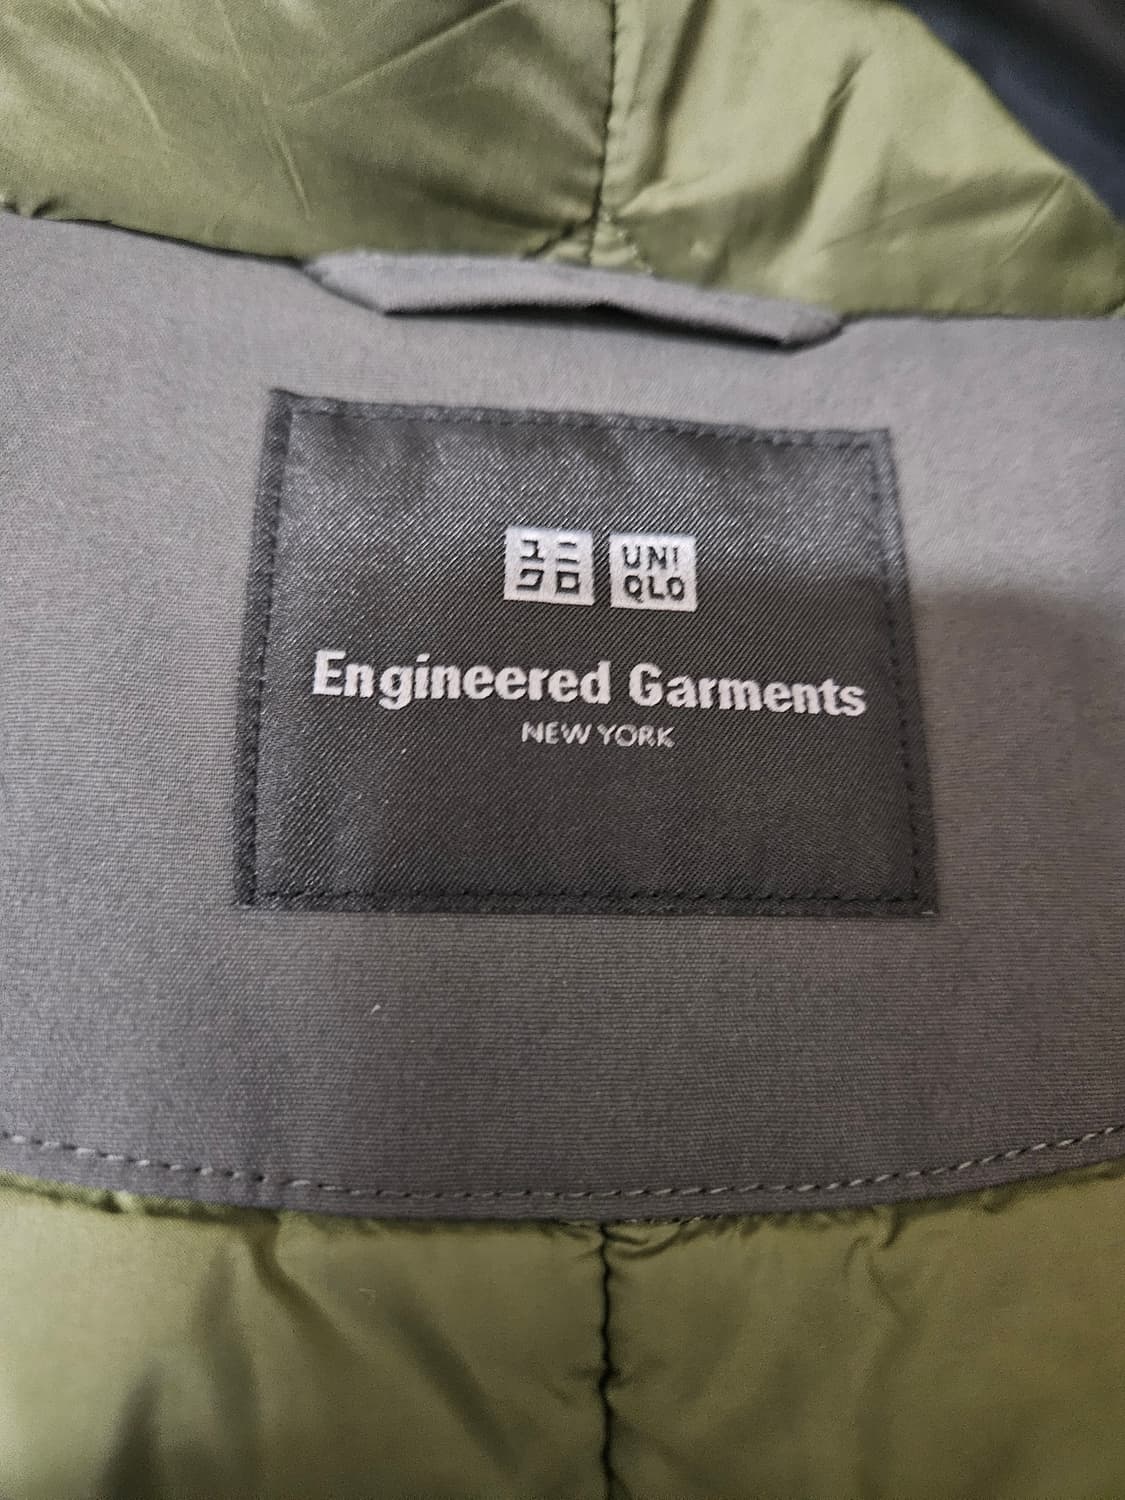 ユニ UNI
クロ QLO
Engineered Garments
NEW YORK